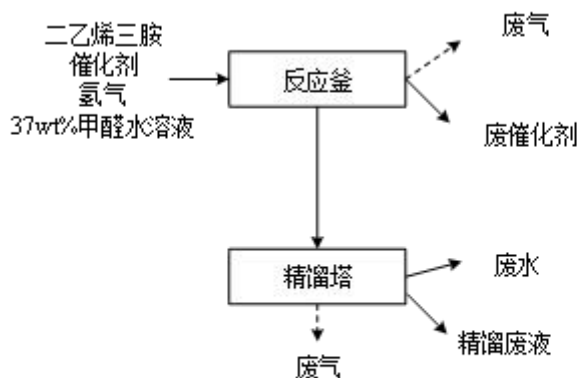 二乙烯三胺
催化剂
氢气
37wt%甲醛水溶液
反应釜
废气
废催化剂
精馏塔
废水
精馏废液
废气